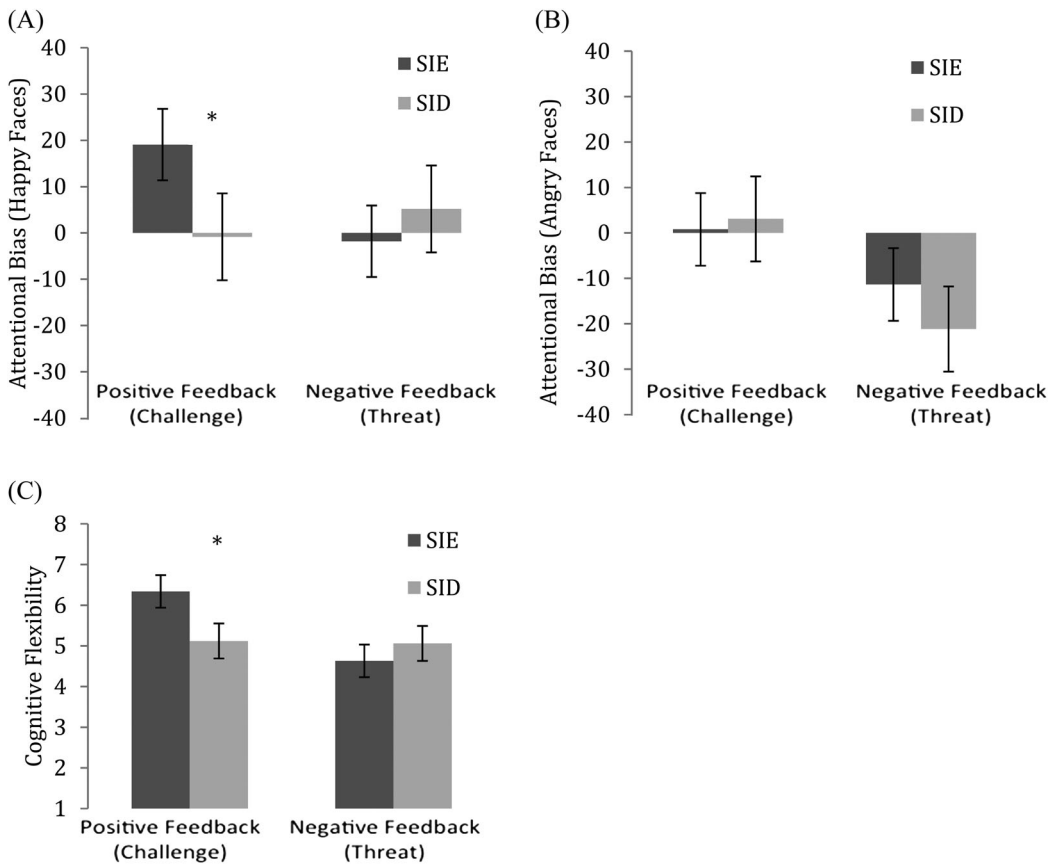 (A)
Attentional Bias (Happy Faces)
40
30
20
10
0
-10
-20
-30
-40
*
SIE
SID
Positive Feedback
(Challenge)
Negative Feedback
(Threat)
(B)
Attentional Bias (Angry Faces)
40
30
20
10
0
-10
-20
-30
-40
SIE
SID
Positive Feedback
(Challenge)
Negative Feedback
(Threat)
(C)
Cognitive Flexibility
8
7
6
5
4
3
2
1
*
SIE
SID
Positive Feedback
(Challenge)
Negative Feedback
(Threat)